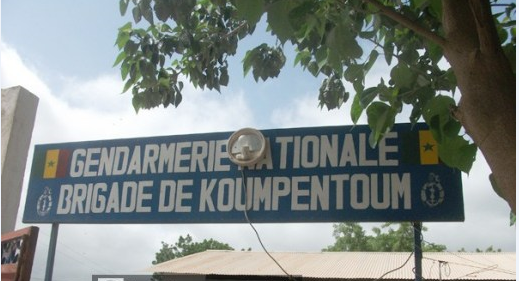 GENDARMERIE NATIONALE
BRIGADE DE KOUMPENTOUM